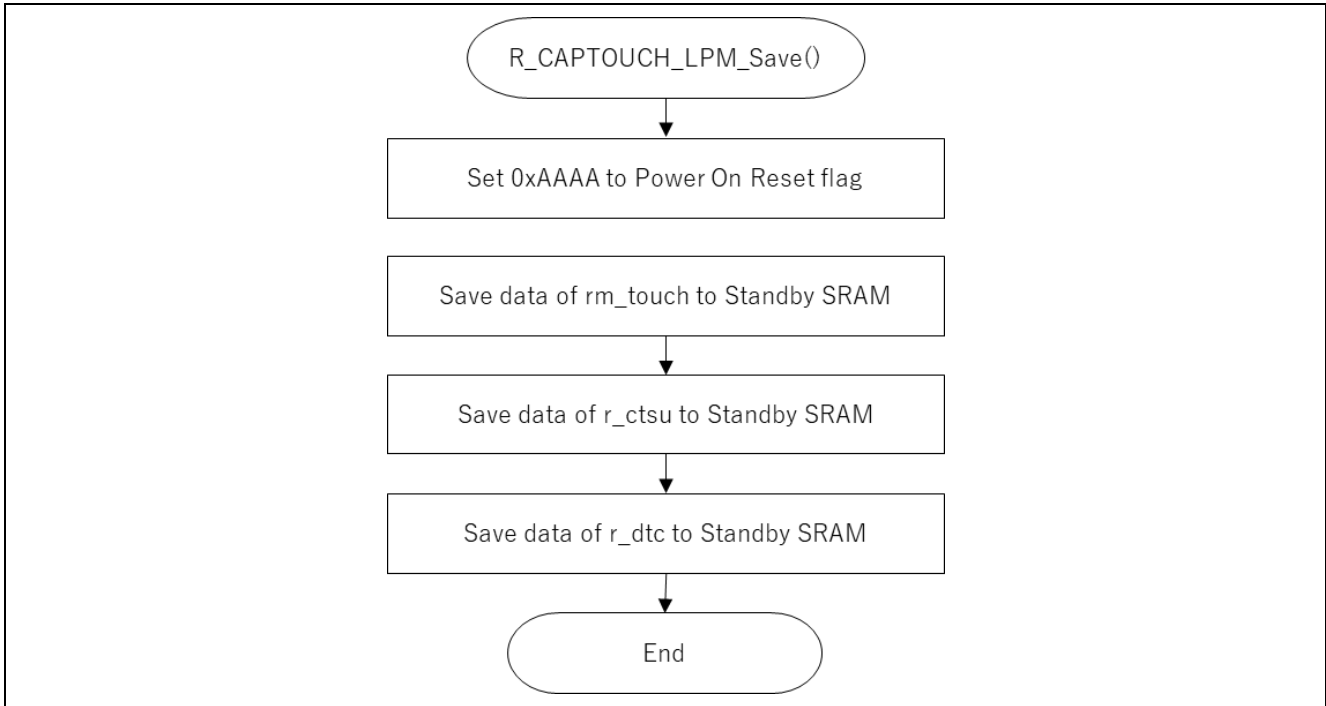 R_CAPTOUCH_LPM_Save()
Set 0xAAAA to Power On Reset flag
Save data of rm_touch to Standby SRAM
Save data of r_ctsu to Standby SRAM
Save data of r_dtc to Standby SRAM
End